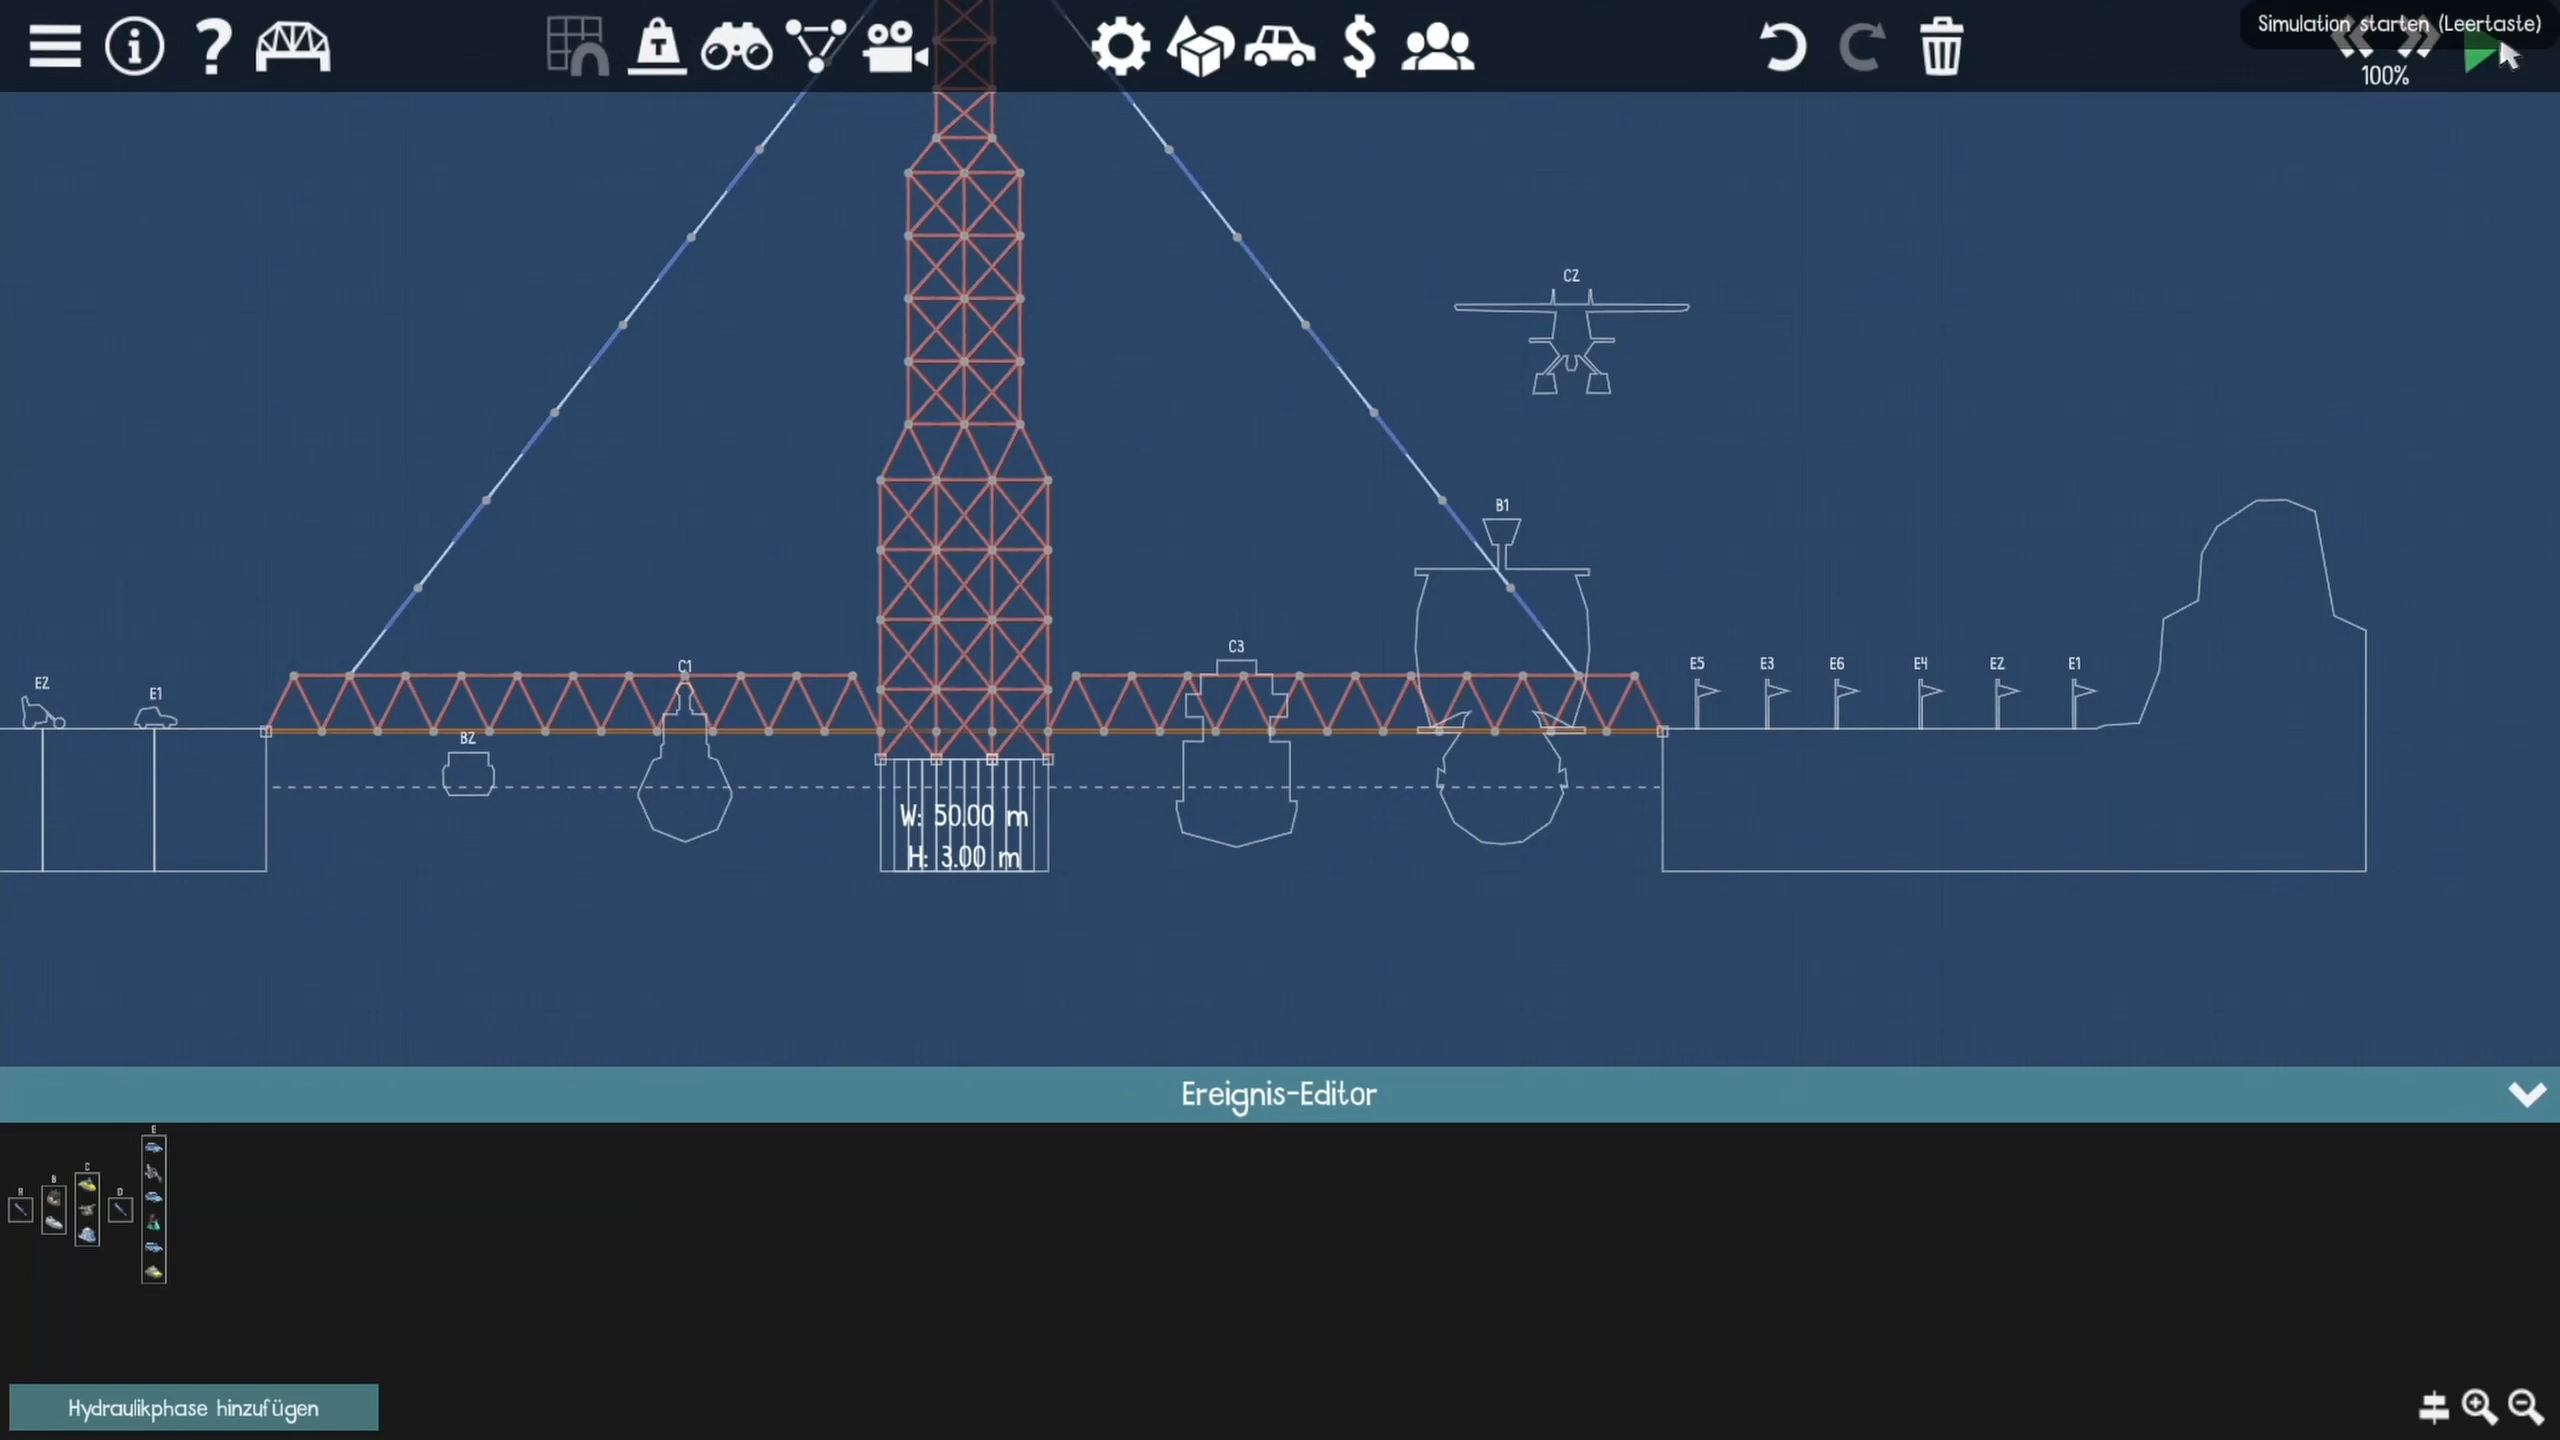 Simulation starten (Leertaste)
100%
C2
B1
C1
C3
E2
E1
B2
E5
E3
E6
E4
E2
E1
W: 50.00 m
H: 3.00 m
Ereignis-Editor
A
B
C
D
E
Hydraulikphase hinzufügen